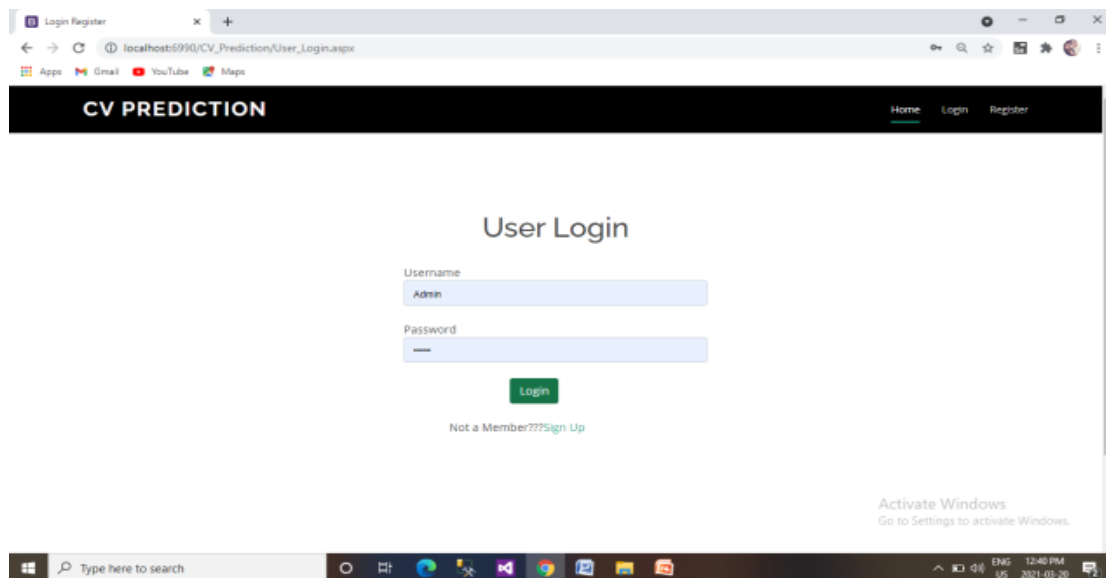 Login Register
localhost:6990/CV_Prediction/User_Login.aspx
Apps Gmail YouTube Maps
CV PREDICTION
Home Login Register
User Login
Username
Admin
Password
Login
Not a Member???Sign Up
Activate Windows
Go to Settings to activate Windows.
Type here to search
ENG 12:40 PM
US 2021-03-20